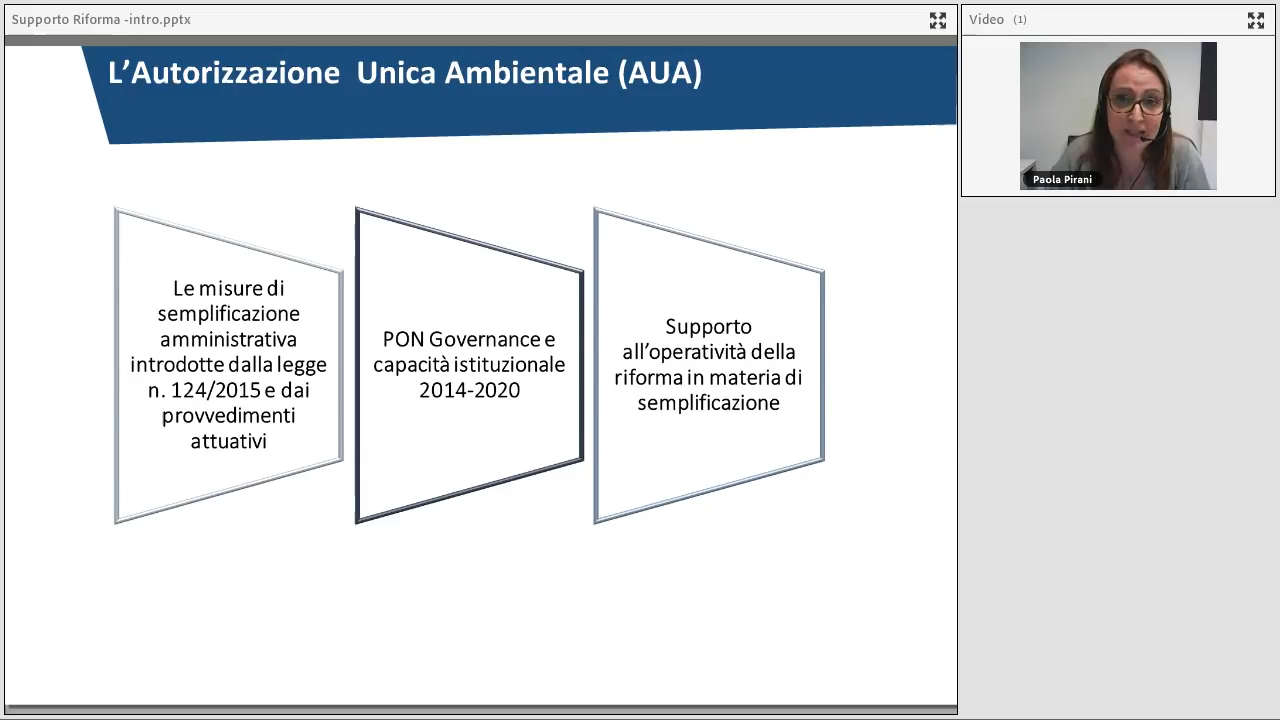 Supporto Riforma -intro.pptx
Video (1)
L’Autorizzazione Unica Ambientale (AUA)
Paola Pirani
Le misure di
semplificazione
amministrativa
introdotte dalla legge
n. 124/2015 e dai
provvedimenti
attuativi
PON Governance e
capacità istituzionale
2014-2020
Supporto
all’operatività della
riforma in materia di
semplificazione